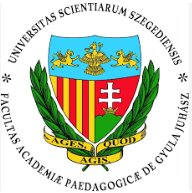 UNIVERSITAS SCIENTIARUM SZEGEDIENSIS
* FACULTAS ACADEMIÆ PAEDAGOGICÆ DE GYULA JUHÁSZ *
AGES QUOD
AGIS